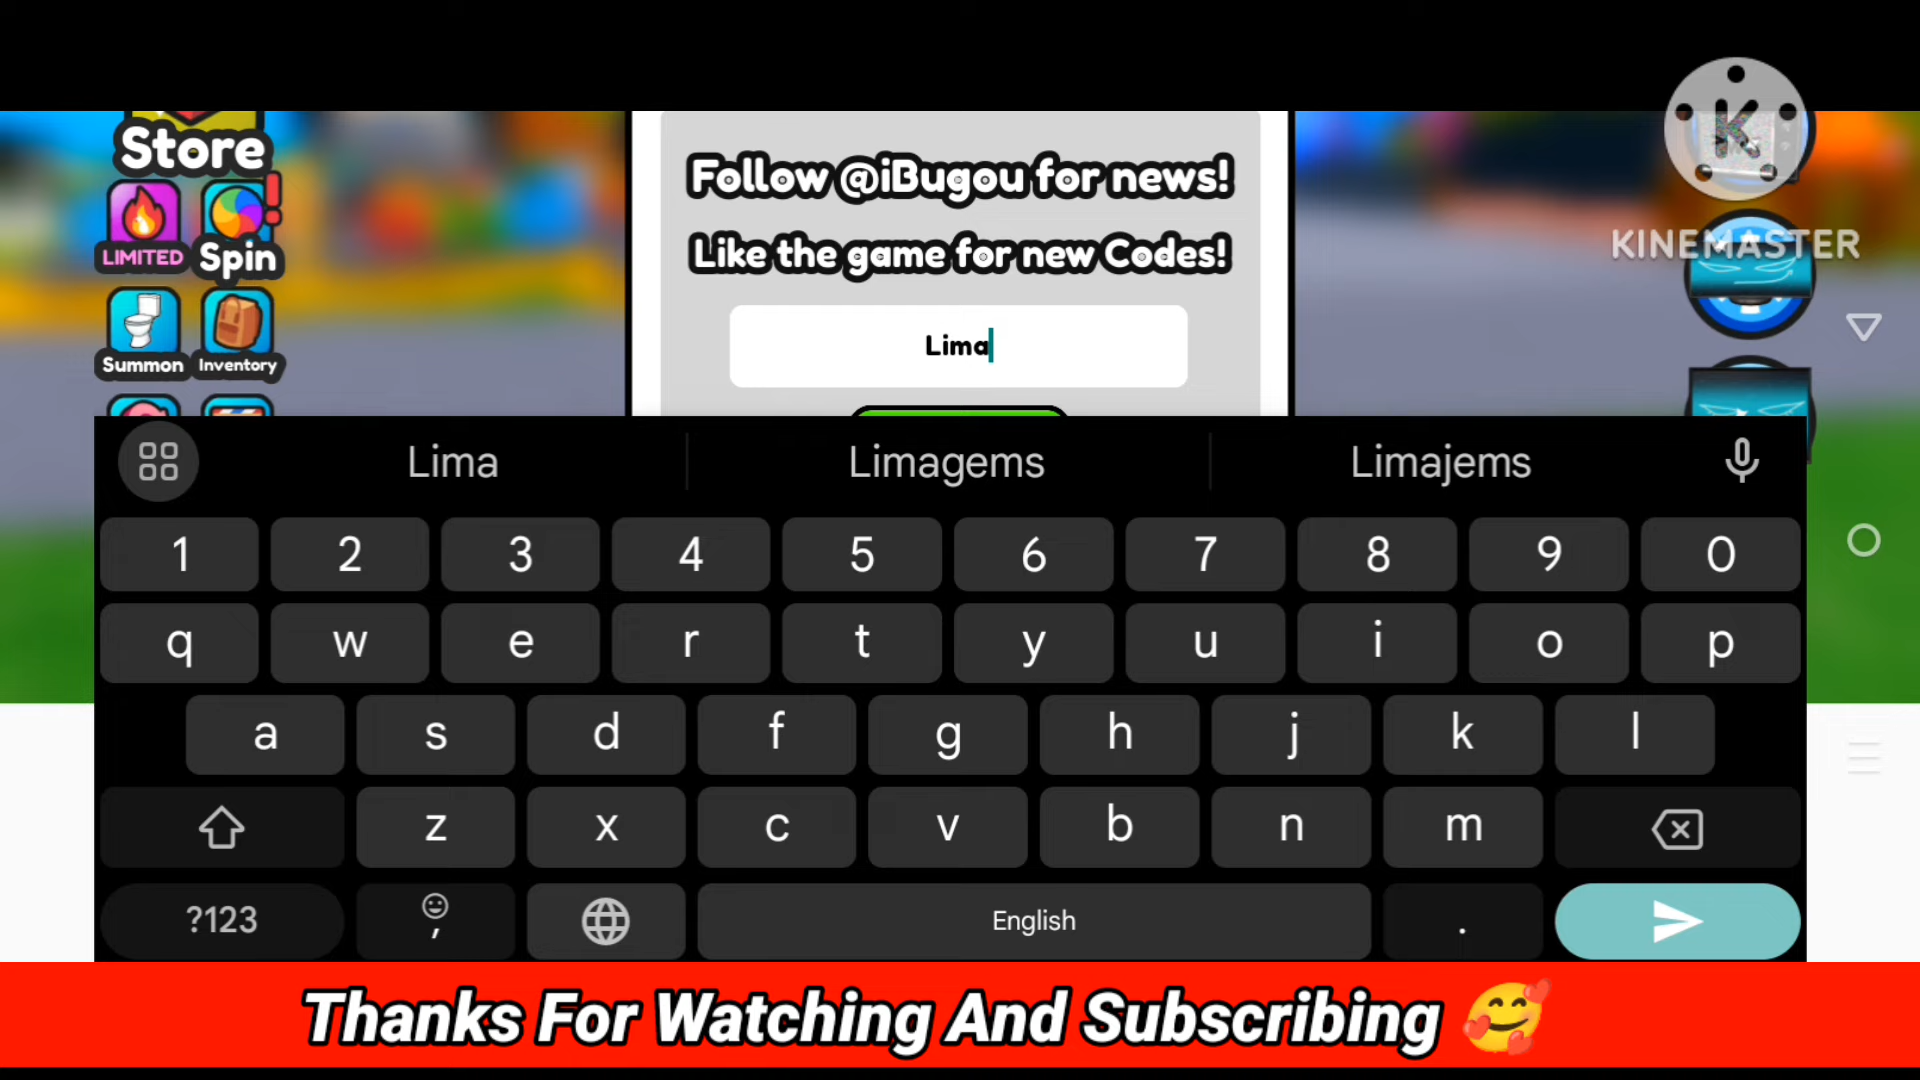 Store
LIMITED
Spin
Summon
Inventory
Follow @iBugou for news!
Like the game for new Codes!
Lima
K
KINEMASTER
Lima Limagems Limajems
1 2 3 4 5 6 7 8 9 0
q w e r t y u i o p
a s d f g h j k l
z x c v b n m
?123 , English .
Thanks For Watching And Subscribing 🥰